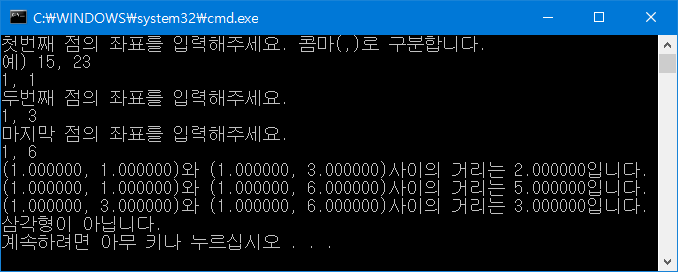 C:₩WINDOWS₩system32₩cmd.exe
첫번째 점의 좌표를 입력해주세요. 콤마(,)로 구분합니다.
예) 15, 23
1, 1
두번째 점의 좌표를 입력해주세요.
1, 3
마지막 점의 좌표를 입력해주세요.
1, 6
(1.000000, 1.000000)와 (1.000000, 3.000000)사이의 거리는 2.000000입니다.
(1.000000, 1.000000)와 (1.000000, 6.000000)사이의 거리는 5.000000입니다.
(1.000000, 3.000000)와 (1.000000, 6.000000)사이의 거리는 3.000000입니다.
삼각형이 아닙니다.
계속하려면 아무 키나 누르십시오 . . .